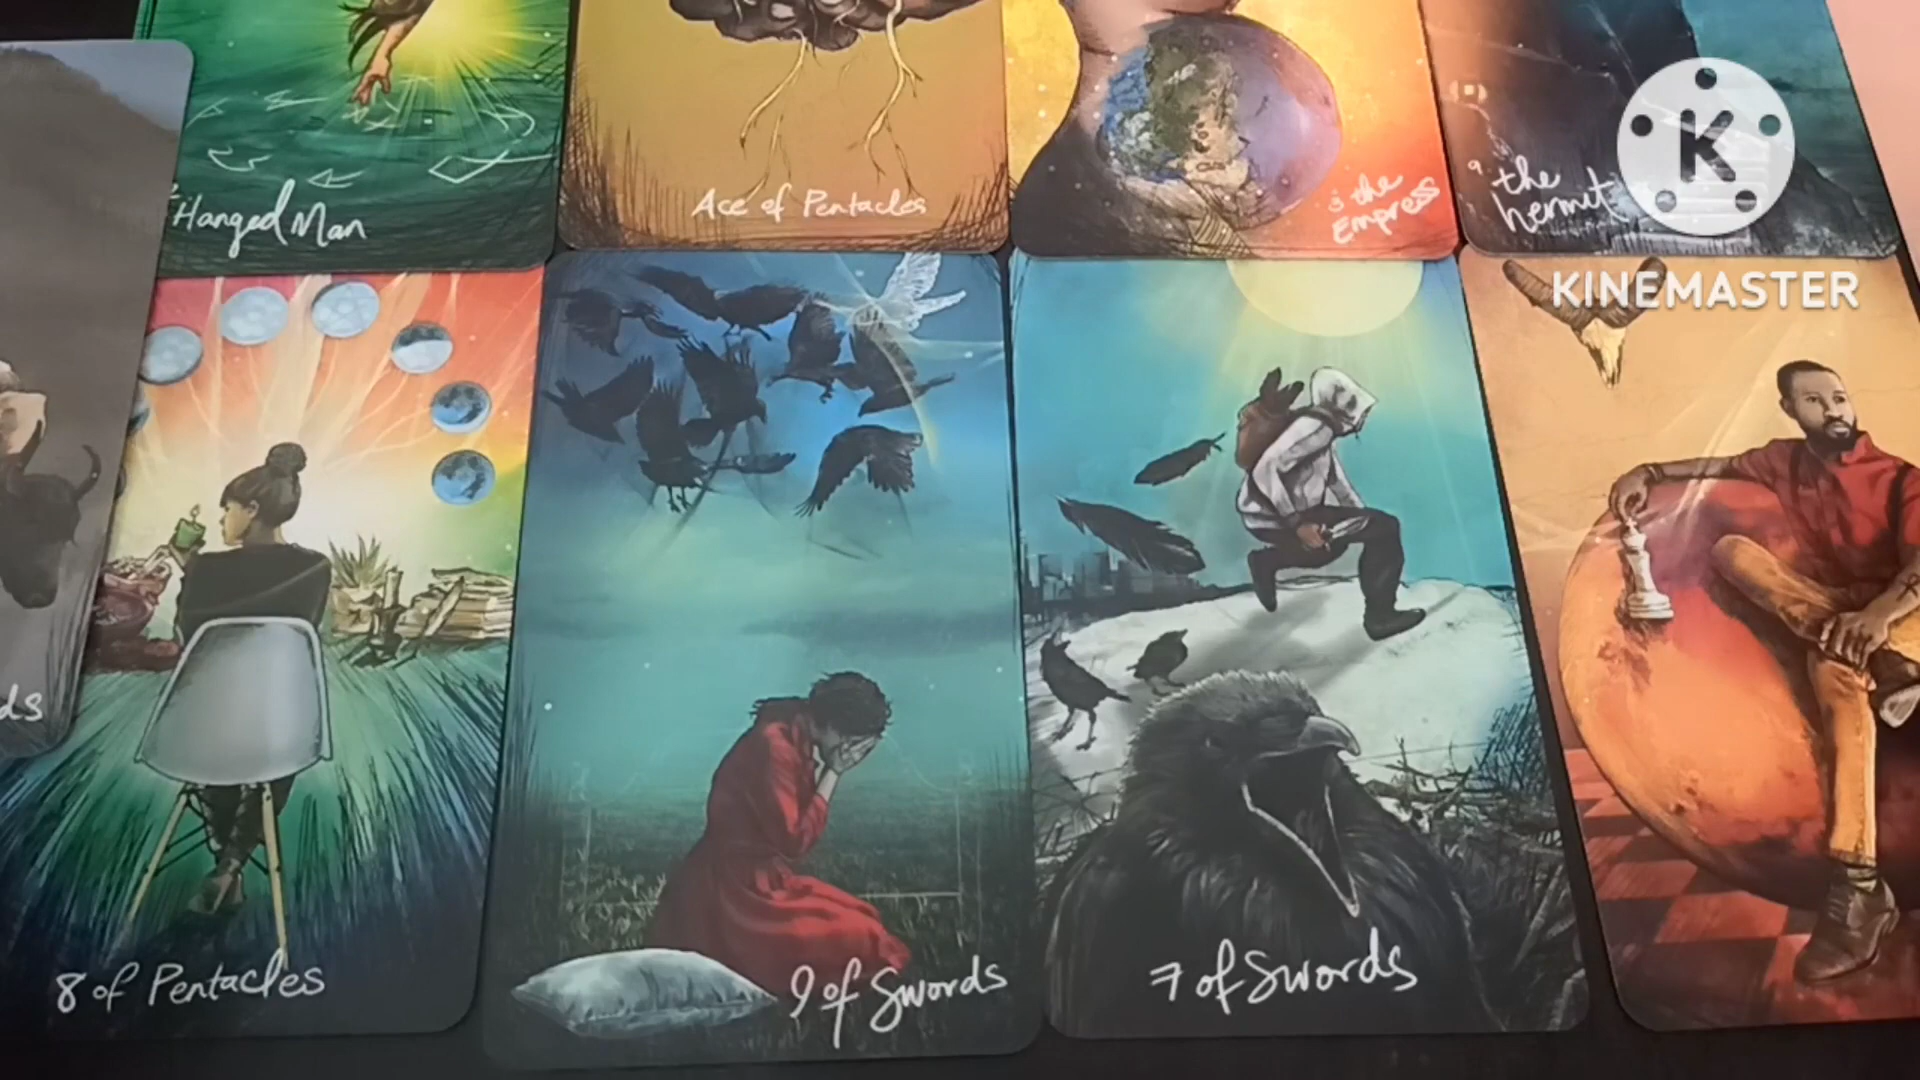 Hanged Man
Ace of Pentacles
3 the
Empress
9 the
hermit
K
KINEMASTER
ds
8 of Pentacles
9 of Swords
7 of Swords